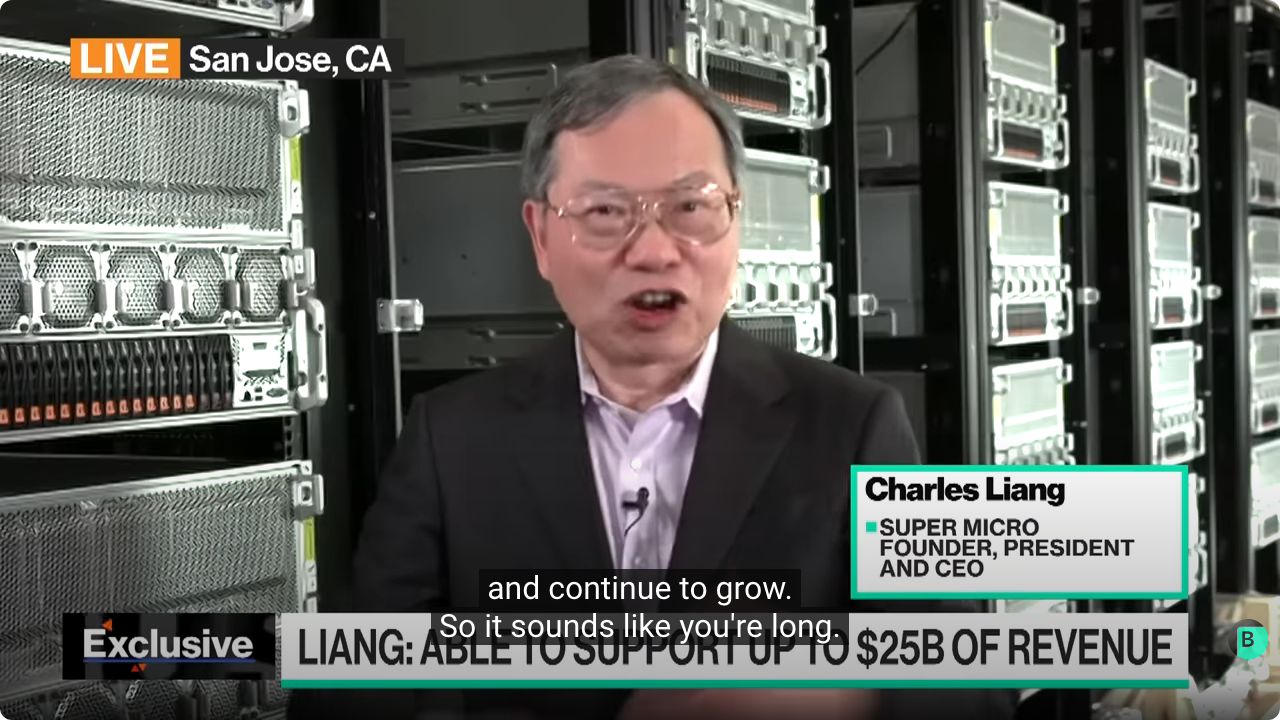 LIVE San Jose, CA
Charles Liang
SUPER MICRO
FOUNDER, PRESIDENT
AND CEO
and continue to grow.
So it sounds like you're long.
Exclusive
LIANG: ABLE TO SUPPORT UP TO $25B OF REVENUE
B